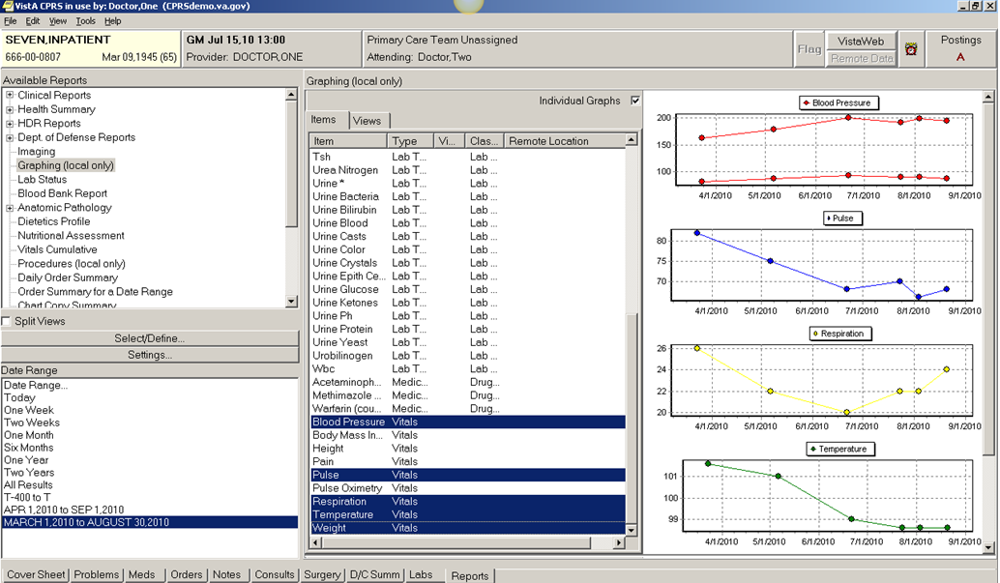 VistA CPRS in use by: Doctor,One (CPRSdemo.va.gov)
File Edit View Tools Help
SEVEN,INPATIENT
666-00-0807 Mar 09,1945 (65)
GM Jul 15,10 13:00
Provider: DOCTOR,ONE
Primary Care Team Unassigned
Attending: Doctor,Two
Flag
VistaWeb
Remote Data
Postings
A
Available Reports
Clinical Reports
Health Summary
HDR Reports
Dept. of Defense Reports
Imaging
Graphing (local only)
Lab Status
Blood Bank Report
Anatomic Pathology
Dietetics Profile
Nutritional Assessment
Vitals Cumulative
Procedures (local only)
Daily Order Summary
Order Summary for a Date Range
Chart Copy Summary
Split Views
Select/Define...
Settings...
Date Range
Date Range...
Today
One Week
Two Weeks
One Month
Six Months
One Year
Two Years
All Results
T-400 to T
APR 1,2010 to SEP 1,2010
MARCH 1,2010 to AUGUST 30,2010
Graphing (local only)
Individual Graphs
Items Views
Item Type Vi... Clas... Remote Location
Tsh Lab T... Lab ...
Urea Nitrogen Lab T... Lab ...
Urine * Lab T... Lab ...
Urine Bacteria Lab T... Lab ...
Urine Bilirubin Lab T... Lab ...
Urine Blood Lab T... Lab ...
Urine Casts Lab T... Lab ...
Urine Color Lab T... Lab ...
Urine Crystals Lab T... Lab ...
Urine Epith Ce... Lab T... Lab ...
Urine Glucose Lab T... Lab ...
Urine Ketones Lab T... Lab ...
Urine Ph Lab T... Lab ...
Urine Protein Lab T... Lab ...
Urine Yeast Lab T... Lab ...
Urobilinogen Lab T... Lab ...
Wbc Lab T... Lab ...
Acetaminoph... Medic... Drug...
Methimazole ... Medic... Drug...
Warfarin (cou... Medic... Drug...
Blood Pressure Vitals
Body Mass In... Vitals
Height Vitals
Pain Vitals
Pulse Vitals
Pulse Oximetry Vitals
Respiration Vitals
Temperature Vitals
Weight Vitals
Blood Pressure
200
150
100
4/1/2010 5/1/2010 6/1/2010 7/1/2010 8/1/2010 9/1/2010
Pulse
80
75
70
4/1/2010 5/1/2010 6/1/2010 7/1/2010 8/1/2010 9/1/2010
Respiration
26
24
22
20
4/1/2010 5/1/2010 6/1/2010 7/1/2010 8/1/2010 9/1/2010
Temperature
101
100
99
4/1/2010 5/1/2010 6/1/2010 7/1/2010 8/1/2010 9/1/2010
Cover Sheet Problems Meds Orders Notes Consults Surgery D/C Summ Labs Reports